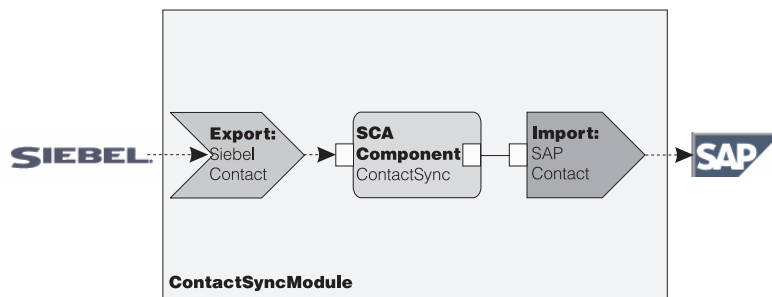 SIEBEL.
Export:
Siebel
Contact
SCA
Component
ContactSync
Import:
SAP
Contact
SAP
ContactSyncModule